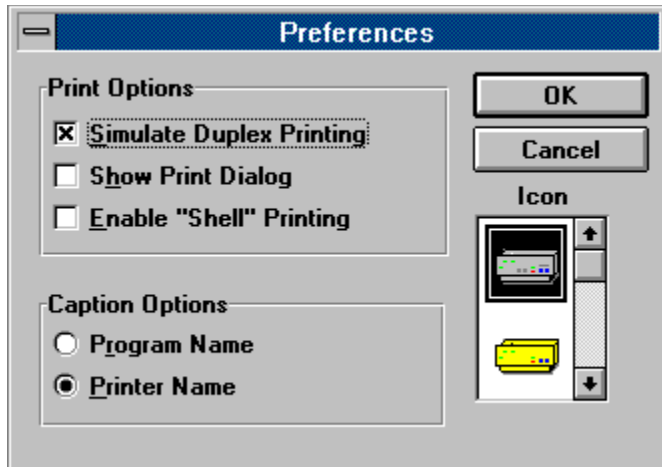 Preferences
Print Options
Simulate Duplex Printing
Show Print Dialog
Enable "Shell" Printing
OK
Cancel
Icon
Caption Options
Program Name
Printer Name